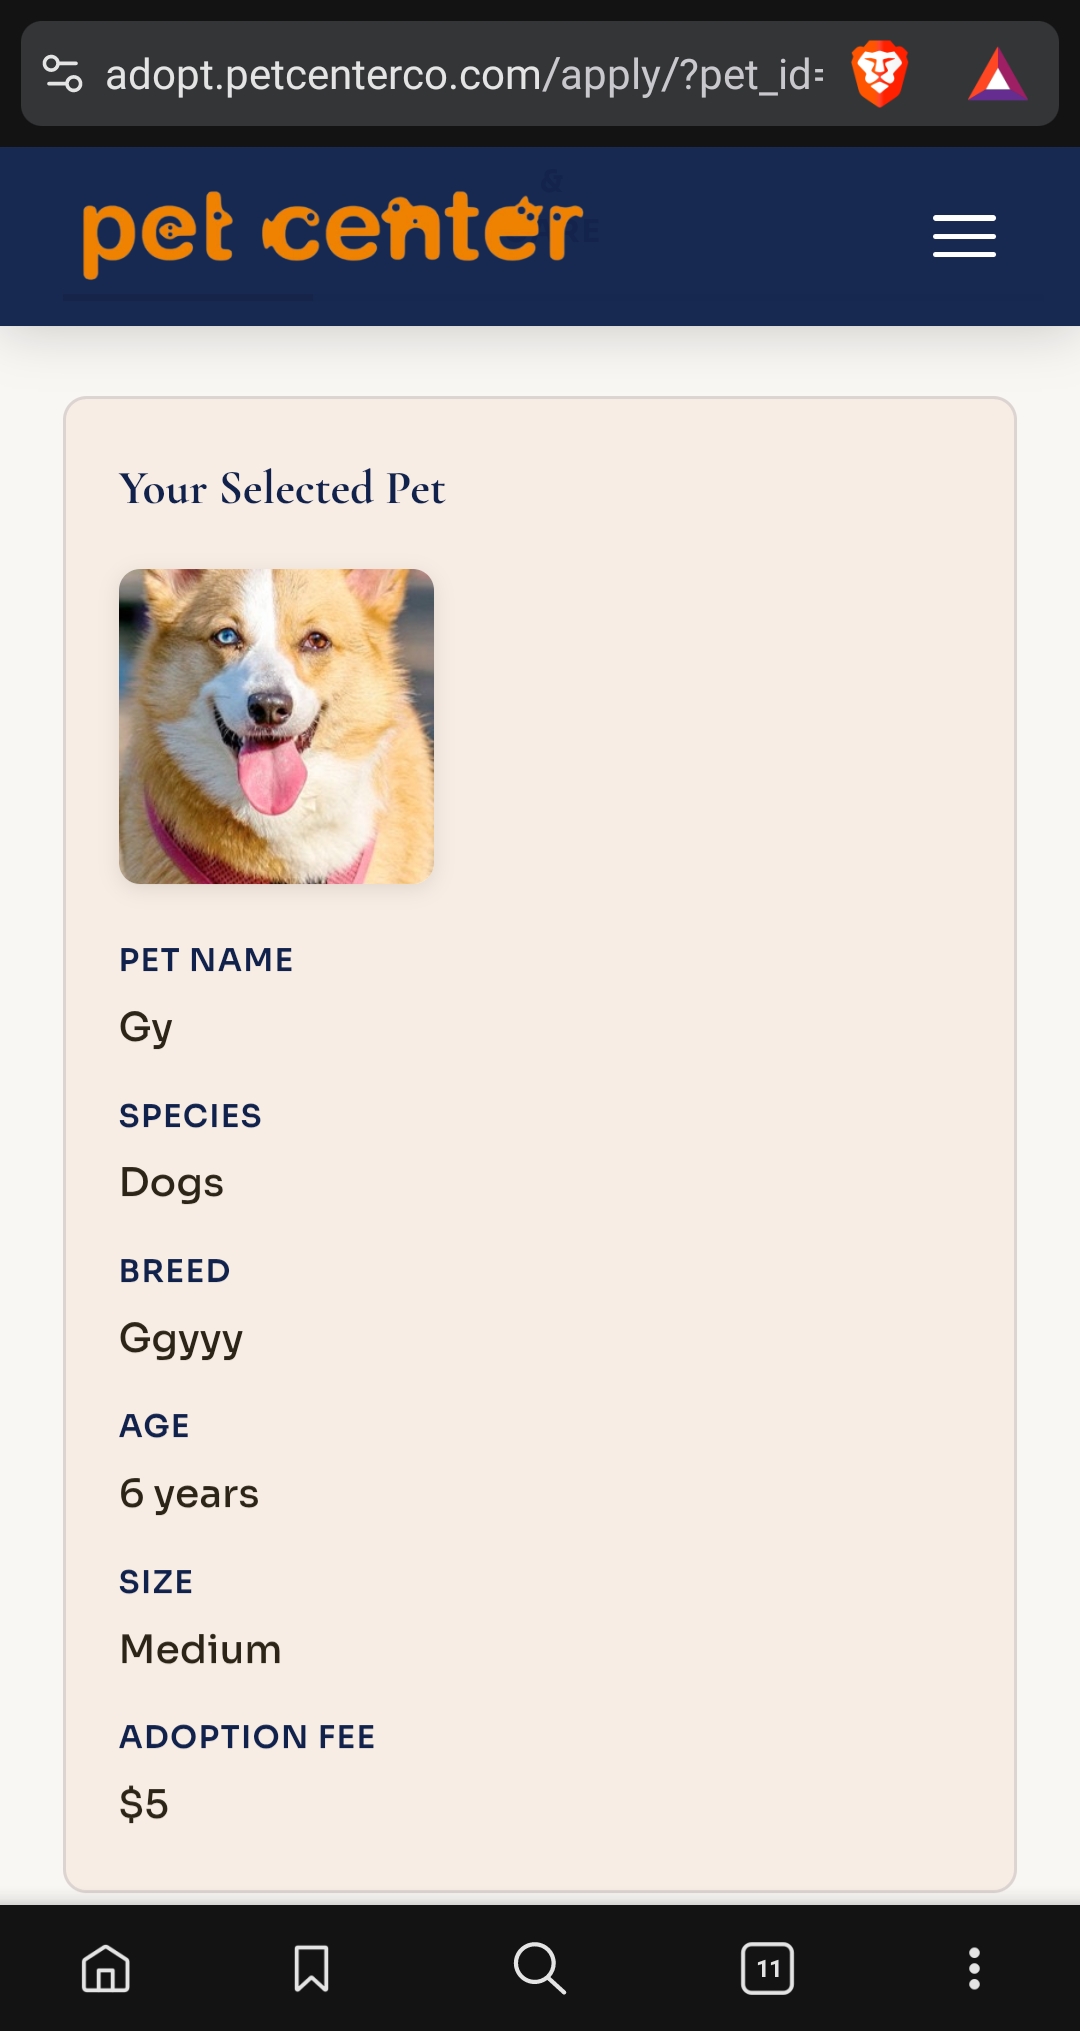 adopt.petcenterco.com/apply/?pet_id=
&
pet center
Your Selected Pet
PET NAME
Gy
SPECIES
Dogs
BREED
Ggyyy
AGE
6 years
SIZE
Medium
ADOPTION FEE
$5
11